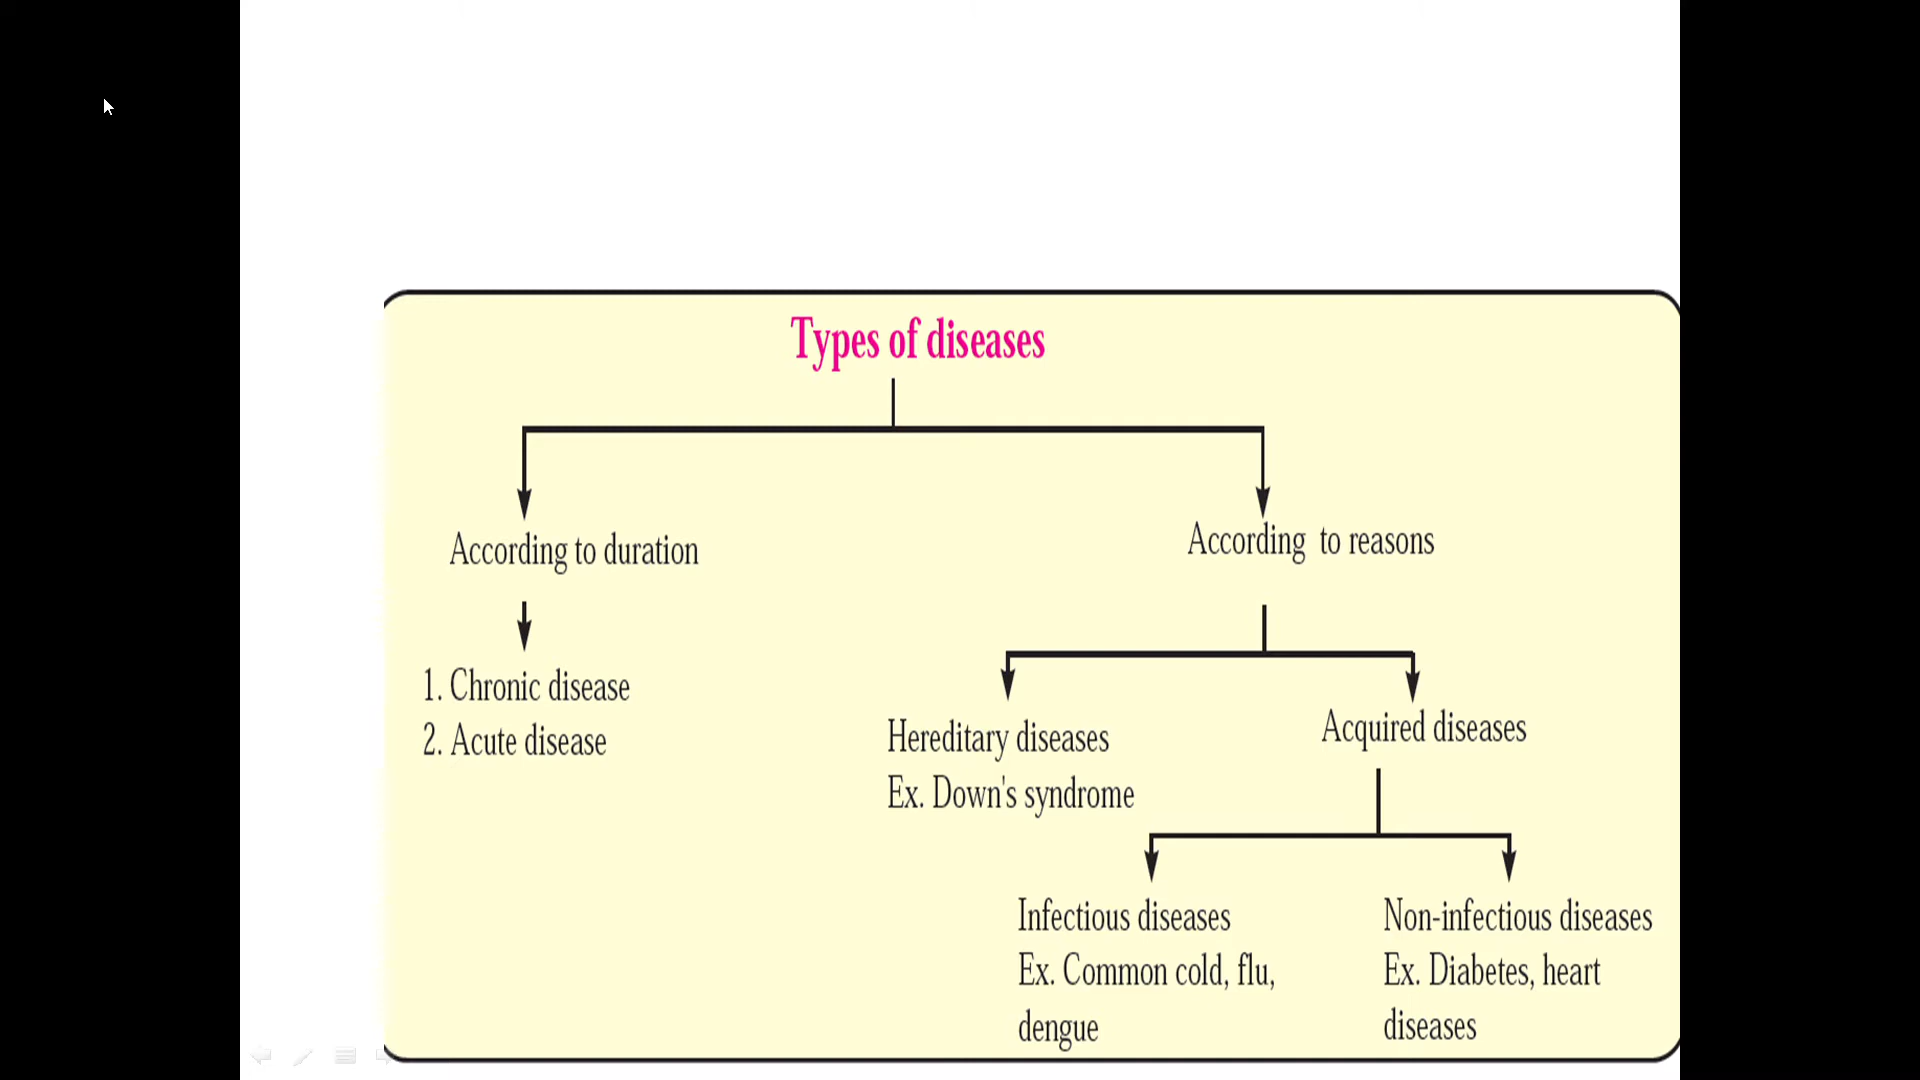 Types of diseases
According to duration
According to reasons
1. Chronic disease
2. Acute disease
Hereditary diseases
Ex. Down's syndrome
Acquired diseases
Infectious diseases
Ex. Common cold, flu,
dengue
Non-infectious diseases
Ex. Diabetes, heart
diseases